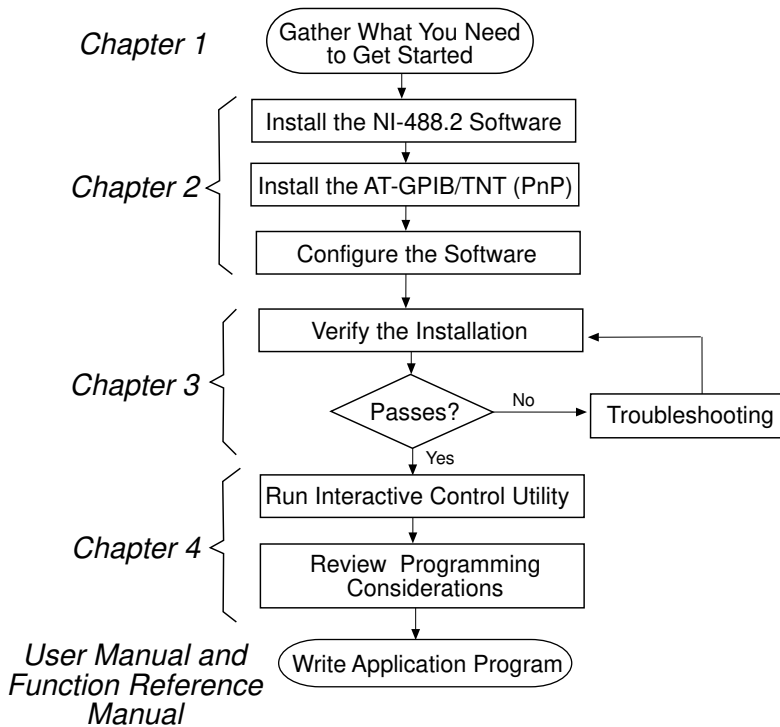 Chapter 1
Gather What You Need
to Get Started
Chapter 2
Install the NI-488.2 Software
Install the AT-GPIB/TNT (PnP)
Configure the Software
Chapter 3
Verify the Installation
Passes?
No
Troubleshooting
Yes
Chapter 4
Run Interactive Control Utility
Review Programming
Considerations
User Manual and
Function Reference
Manual
Write Application Program